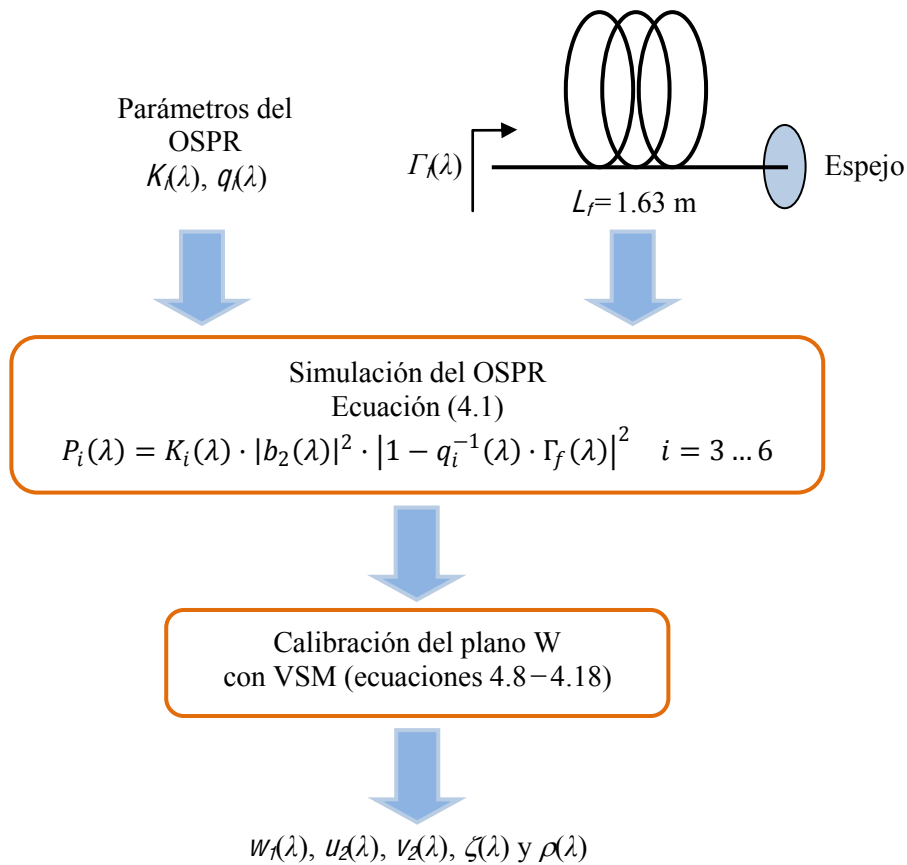 Parámetros del
OSPR
Kᵢ(λ), qᵢ(λ)
Γf(λ)
Espejo
Lf=1.63 m
Simulación del OSPR
Ecuación (4.1)
Pᵢ(λ) = Kᵢ(λ) · |b₂(λ)|² · |1 − qᵢ⁻¹(λ) · Γf(λ)|² i = 3 … 6
Calibración del plano W
con VSM (ecuaciones 4.8−4.18)
w₁(λ), u₂(λ), v₂(λ), ζ(λ) y ρ(λ)